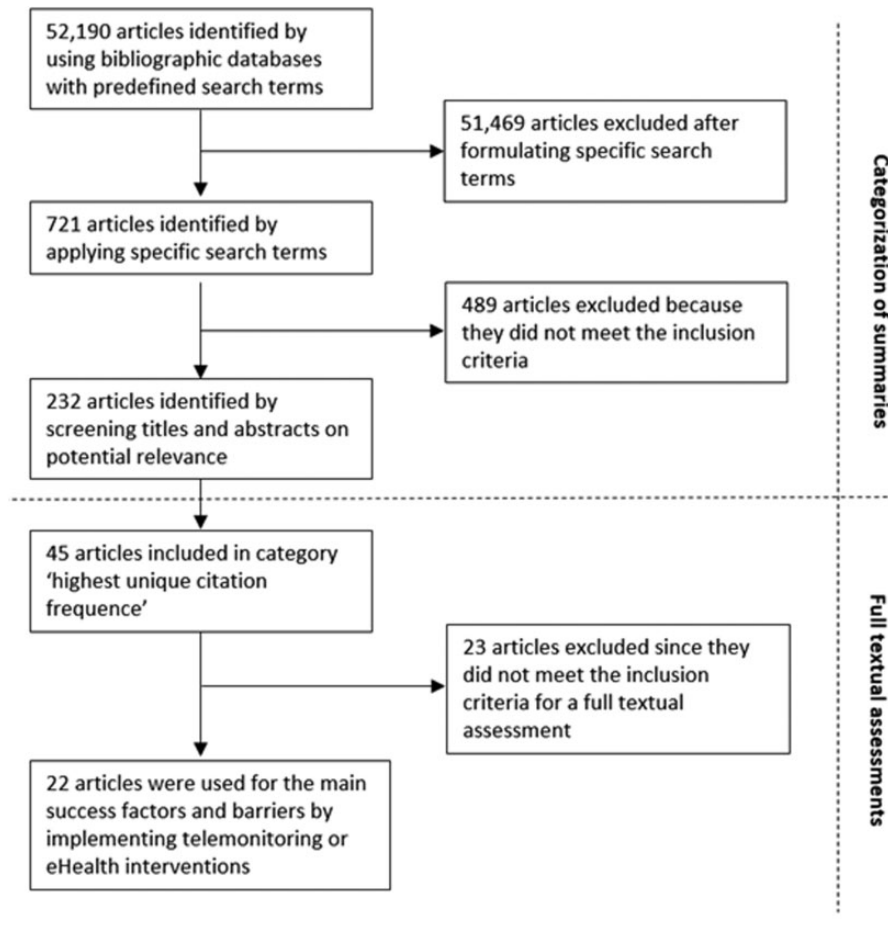 52,190 articles identified by
using bibliographic databases
with predefined search terms
51,469 articles excluded after
formulating specific search
terms
721 articles identified by
applying specific search terms
489 articles excluded because
they did not meet the inclusion
criteria
232 articles identified by
screening titles and abstracts on
potential relevance
Categorization of summaries
45 articles included in category
‘highest unique citation
frequence’
23 articles excluded since they
did not meet the inclusion
criteria for a full textual
assessment
22 articles were used for the main
success factors and barriers by
implementing telemonitoring or
eHealth interventions
Full textual assessments